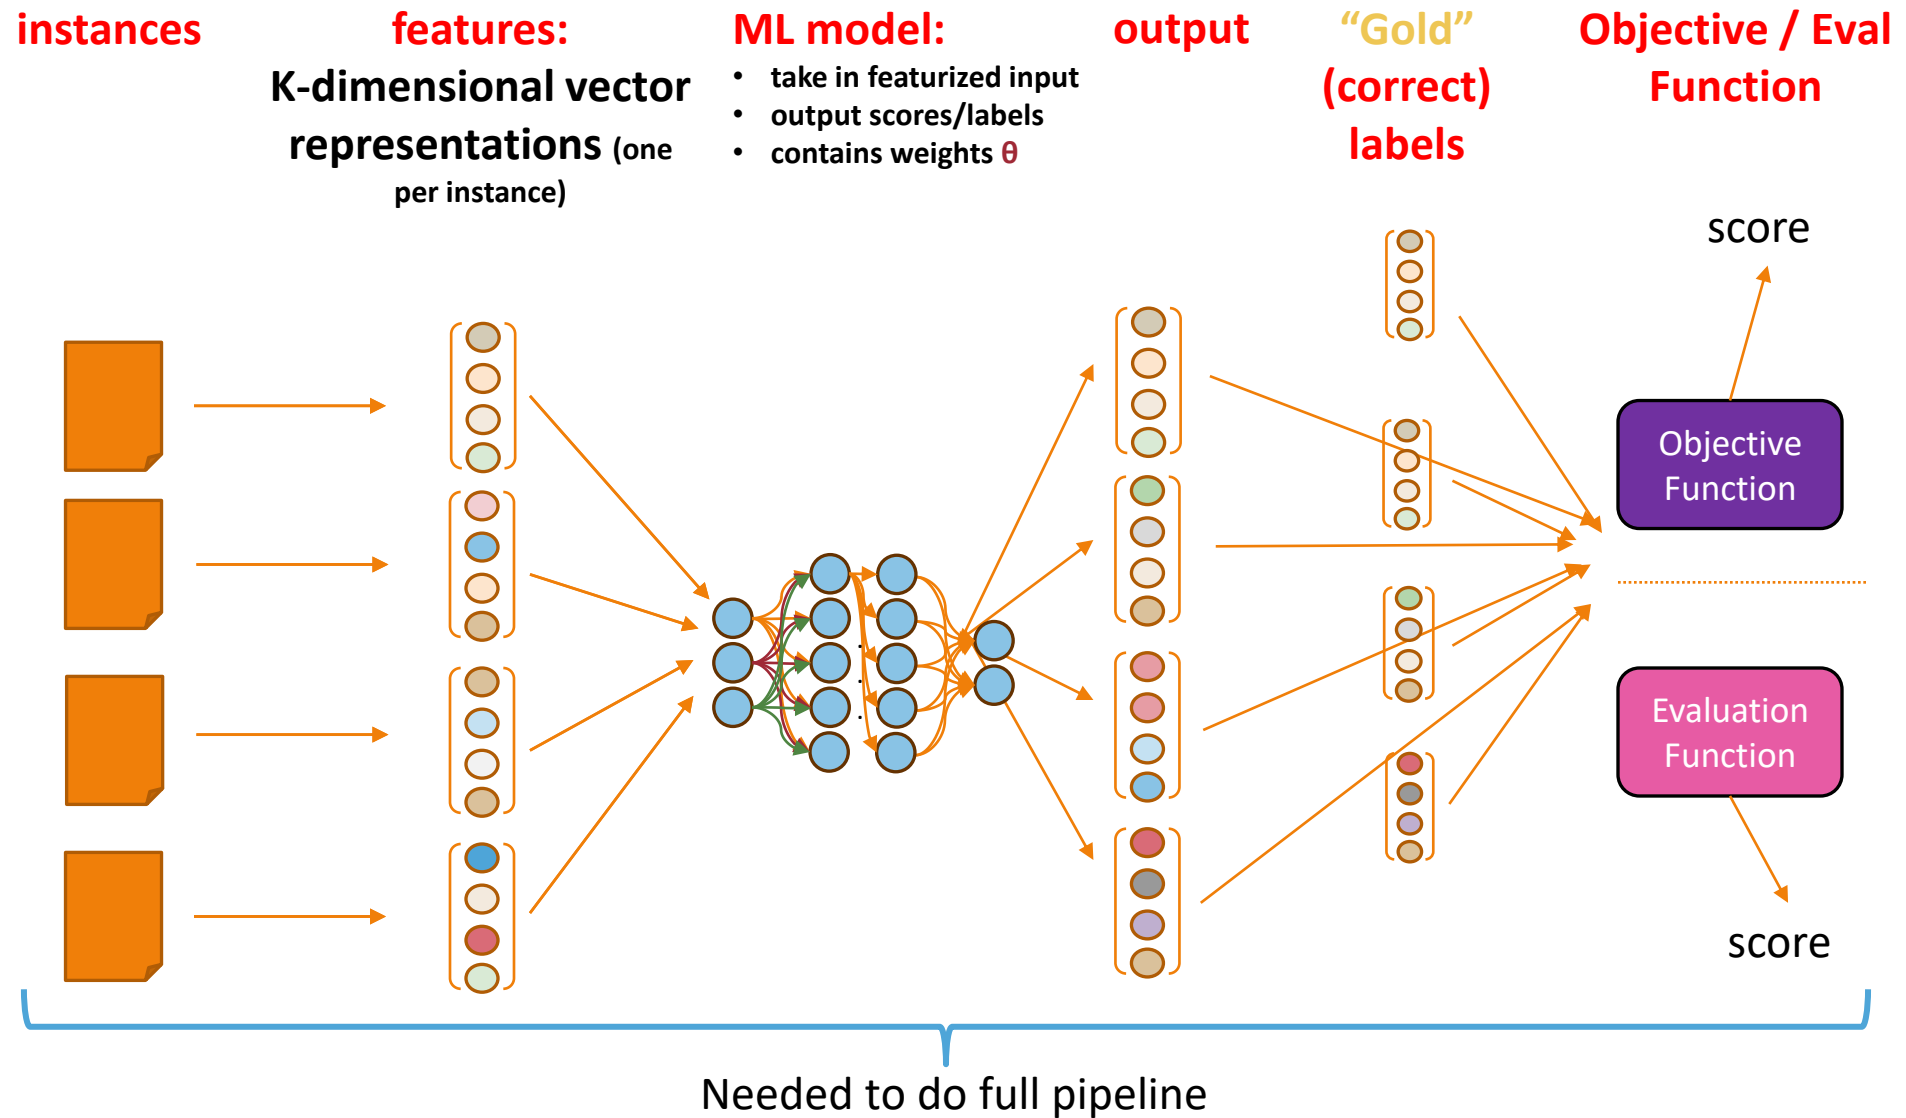 instances
features:
K-dimensional vector
representations (one
per instance)
ML model:
• take in featurized input
• output scores/labels
• contains weights θ
output
“Gold”
(correct)
labels
Objective / Eval
Function
score
Objective
Function
Evaluation
Function
score
Needed to do full pipeline